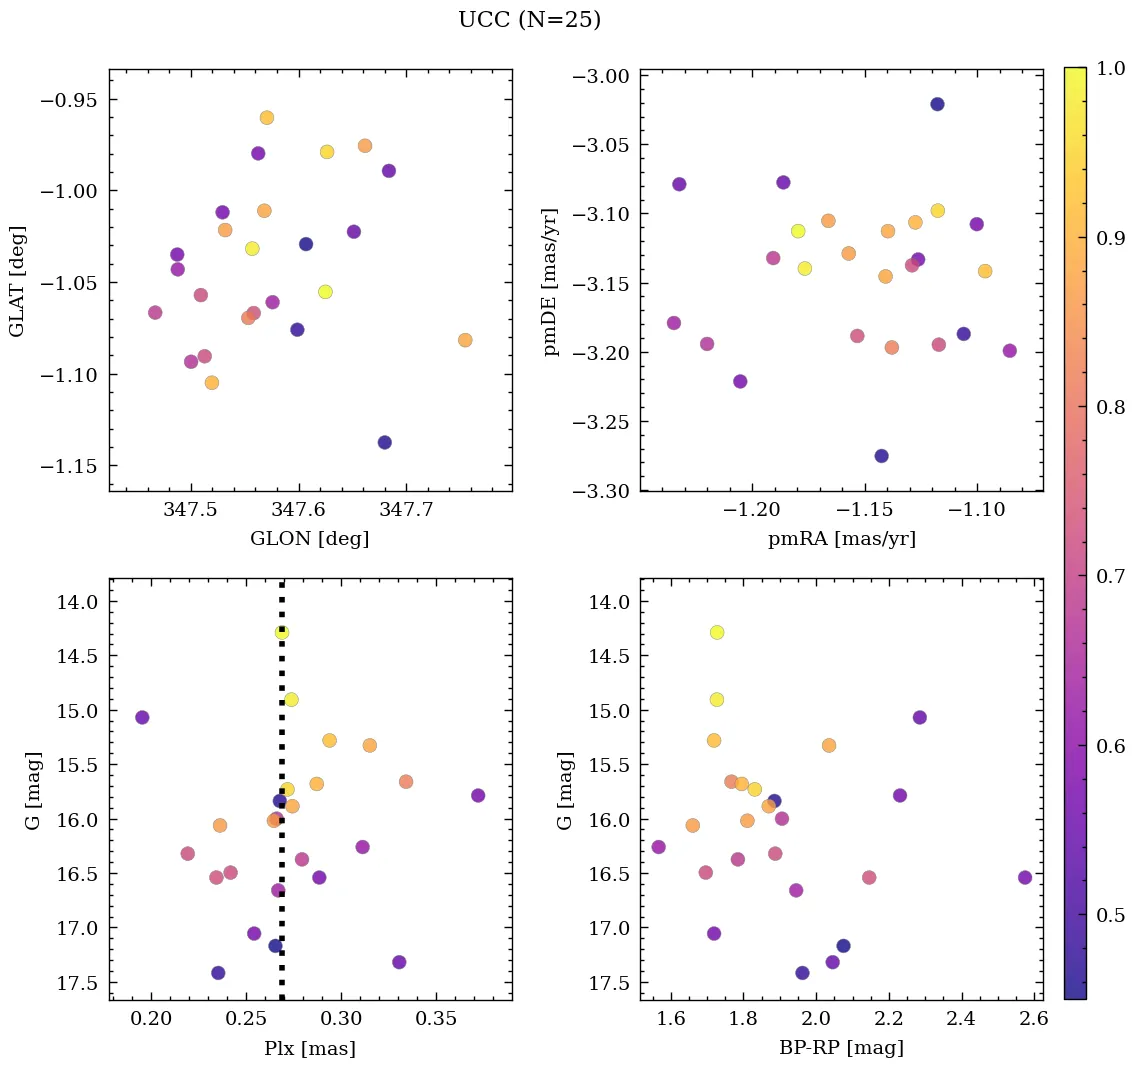 UCC (N=25)
−0.95
−1.00
−1.05
−1.10
−1.15
GLAT [deg]
347.5 347.6 347.7
GLON [deg]
−3.00
−3.05
−3.10
−3.15
−3.20
−3.25
−3.30
pmDE [mas/yr]
−1.20 −1.15 −1.10
pmRA [mas/yr]
14.0
14.5
15.0
15.5
16.0
16.5
17.0
17.5
G [mag]
0.20 0.25 0.30 0.35
Plx [mas]
14.0
14.5
15.0
15.5
16.0
16.5
17.0
17.5
G [mag]
1.6 1.8 2.0 2.2 2.4 2.6
BP-RP [mag]
1.0
0.9
0.8
0.7
0.6
0.5